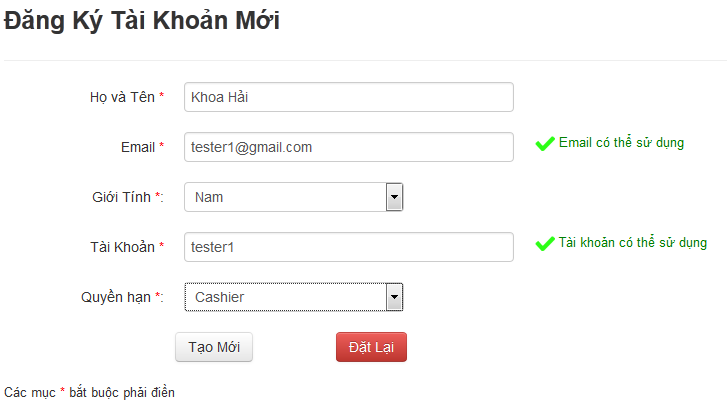 Đăng Ký Tài Khoản Mới
Họ và Tên * Khoa Hải
Email * tester1@gmail.com Email có thể sử dụng
Giới Tính *: Nam
Tài Khoản * tester1 Tài khoản có thể sử dụng
Quyền hạn *: Cashier
Tạo Mới Đặt Lại
Các mục * bắt buộc phải điền